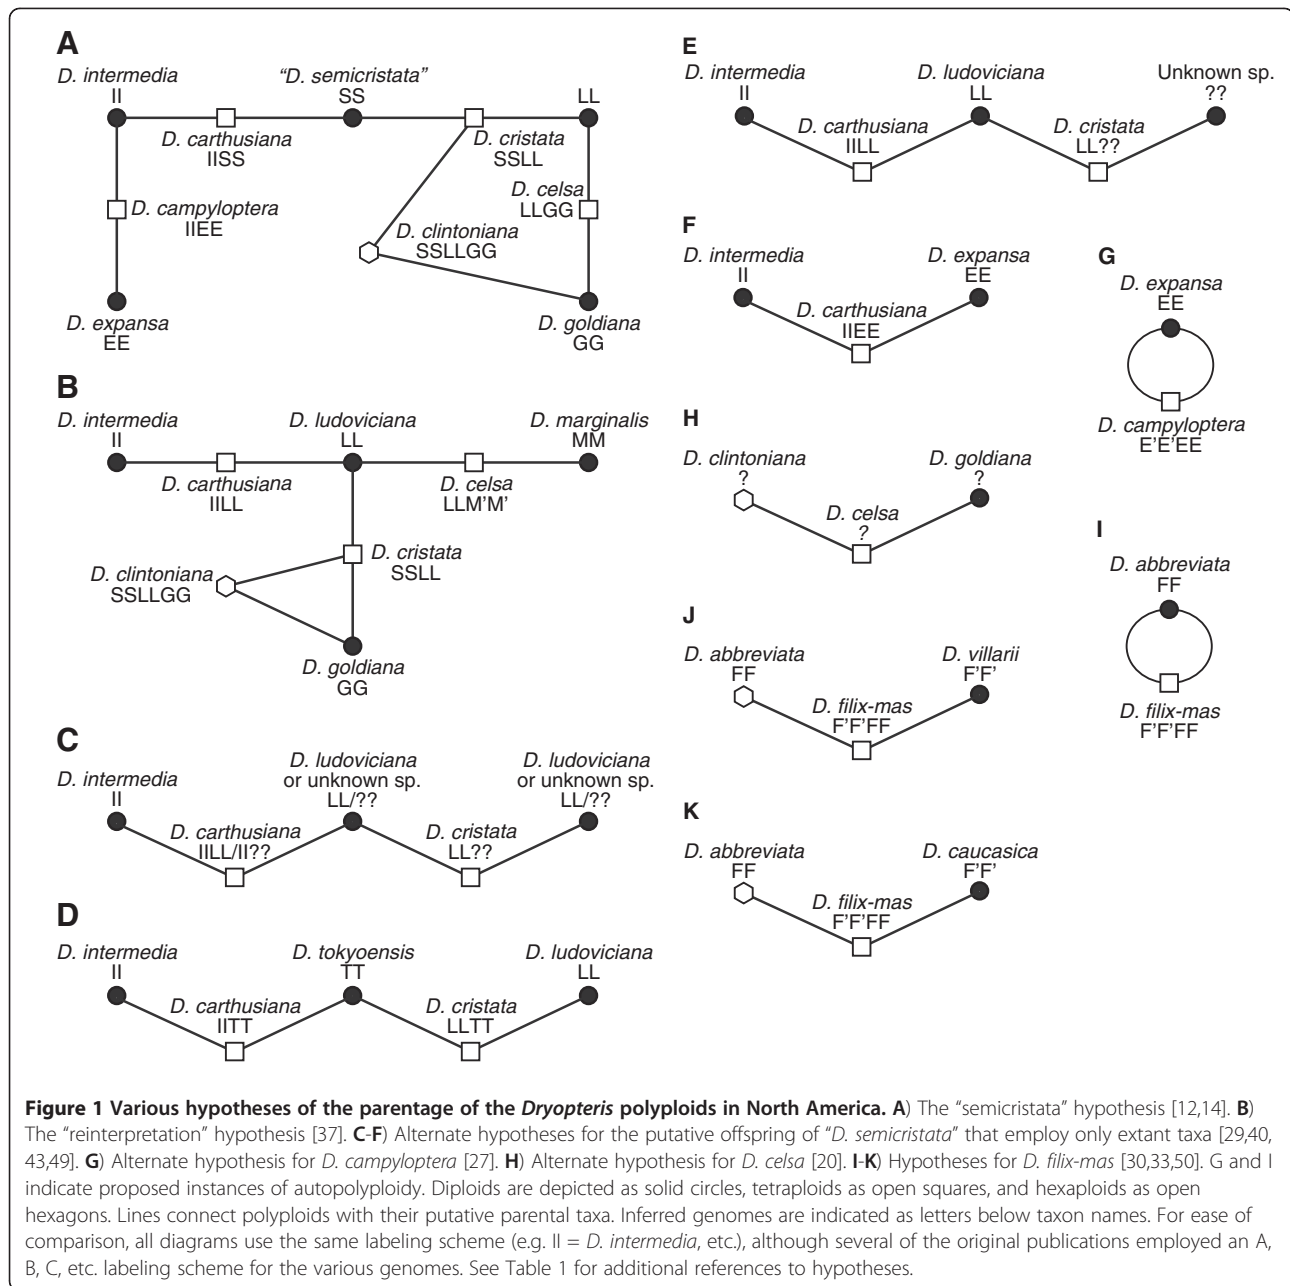 A
D. intermedia
II
"D. semicristata"
SS
LL
D. carthusiana
IISS
D. cristata
SSLL
D. campyloptera
IIEE
D. celsa
LLGG
D. clintoniana
SSLLGG
D. expansa
EE
D. goldiana
GG
B
D. intermedia
II
D. ludoviciana
LL
D. marginalis
MM
D. carthusiana
IILL
D. celsa
LLM'M'
D. cristata
SSLL
D. clintoniana
SSLLGG
D. goldiana
GG
C
D. intermedia
II
D. ludoviciana
or unknown sp.
LL/??
D. ludoviciana
or unknown sp.
LL/??
D. carthusiana
IILL/II??
D. cristata
LL??
D
D. intermedia
II
D. tokyoensis
TT
D. ludoviciana
LL
D. carthusiana
IITT
D. cristata
LLTT
E
D. intermedia
II
D. ludoviciana
LL
Unknown sp.
??
D. carthusiana
IILL
D. cristata
LL??
F
D. intermedia
II
D. expansa
EE
D. carthusiana
IIEE
G
D. expansa
EE
D. campyloptera
E'E'EE
H
D. clintoniana
?
D. goldiana
?
D. celsa
?
I
D. abbreviata
FF
D. filix-mas
F'F'FF
J
D. abbreviata
FF
D. villarii
F'F'
D. filix-mas
F'F'FF
K
D. abbreviata
FF
D. caucasica
F'F'
D. filix-mas
F'F'FF
Figure 1 Various hypotheses of the parentage of the Dryopteris polyploids in North America. A) The "semicristata" hypothesis [12,14]. B)
The "reinterpretation" hypothesis [37]. C-F) Alternate hypotheses for the putative offspring of "D. semicristata" that employ only extant taxa [29,40,
43,49]. G) Alternate hypothesis for D. campyloptera [27]. H) Alternate hypothesis for D. celsa [20]. I-K) Hypotheses for D. filix-mas [30,33,50]. G and I
indicate proposed instances of autopolyploidy. Diploids are depicted as solid circles, tetraploids as open squares, and hexaploids as open
hexagons. Lines connect polyploids with their putative parental taxa. Inferred genomes are indicated as letters below taxon names. For ease of
comparison, all diagrams use the same labeling scheme (e.g. II = D. intermedia, etc.), although several of the original publications employed an A,
B, C, etc. labeling scheme for the various genomes. See Table 1 for additional references to hypotheses.